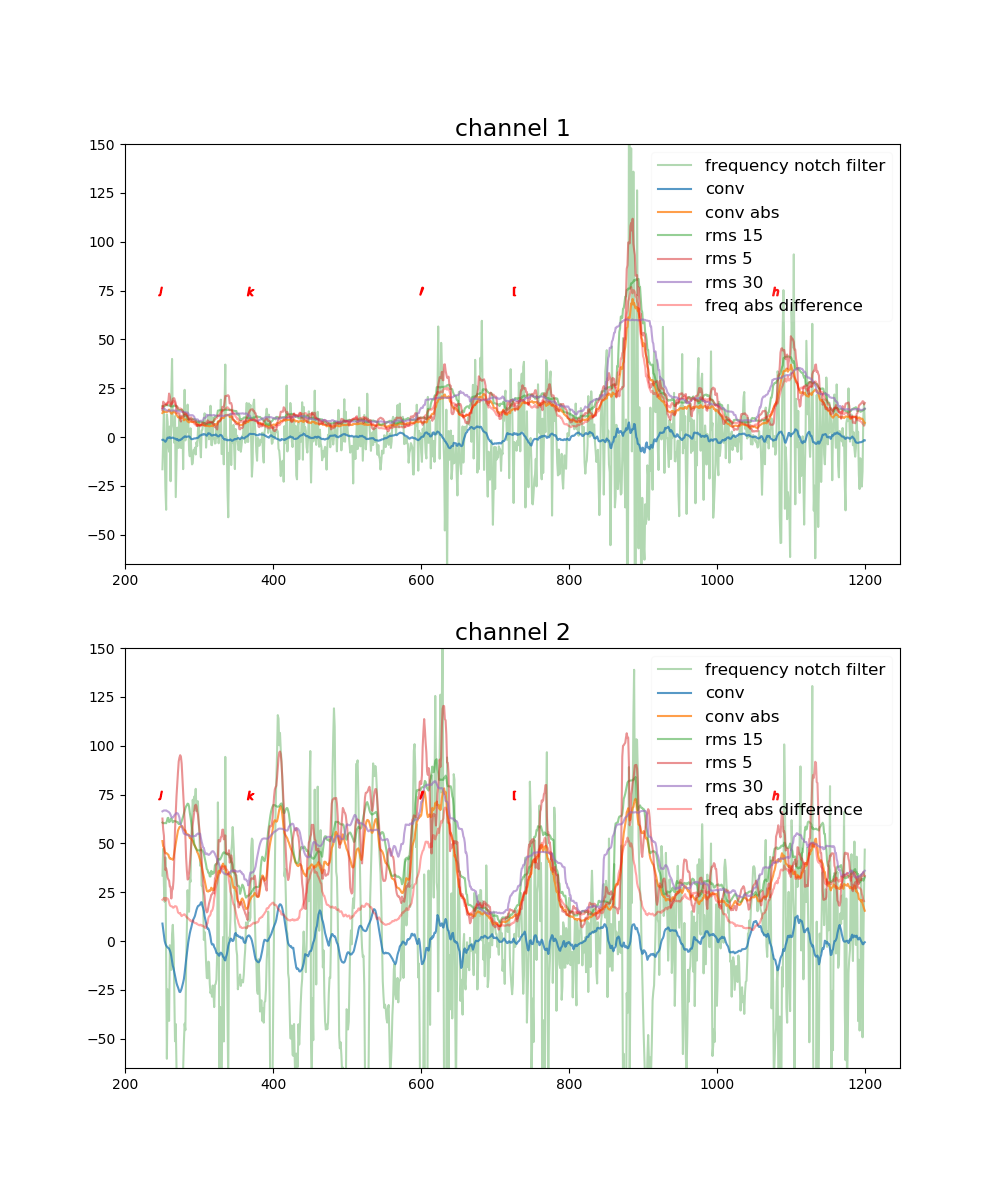 channel 1
150
125
100
75
50
25
0
−25
−50
200 400 600 800 1000 1200
frequency notch filter
conv
conv abs
rms 15
rms 5
rms 30
freq abs difference
k h
channel 2
150
125
100
75
50
25
0
−25
−50
200 400 600 800 1000 1200
frequency notch filter
conv
conv abs
rms 15
rms 5
rms 30
freq abs difference
k h